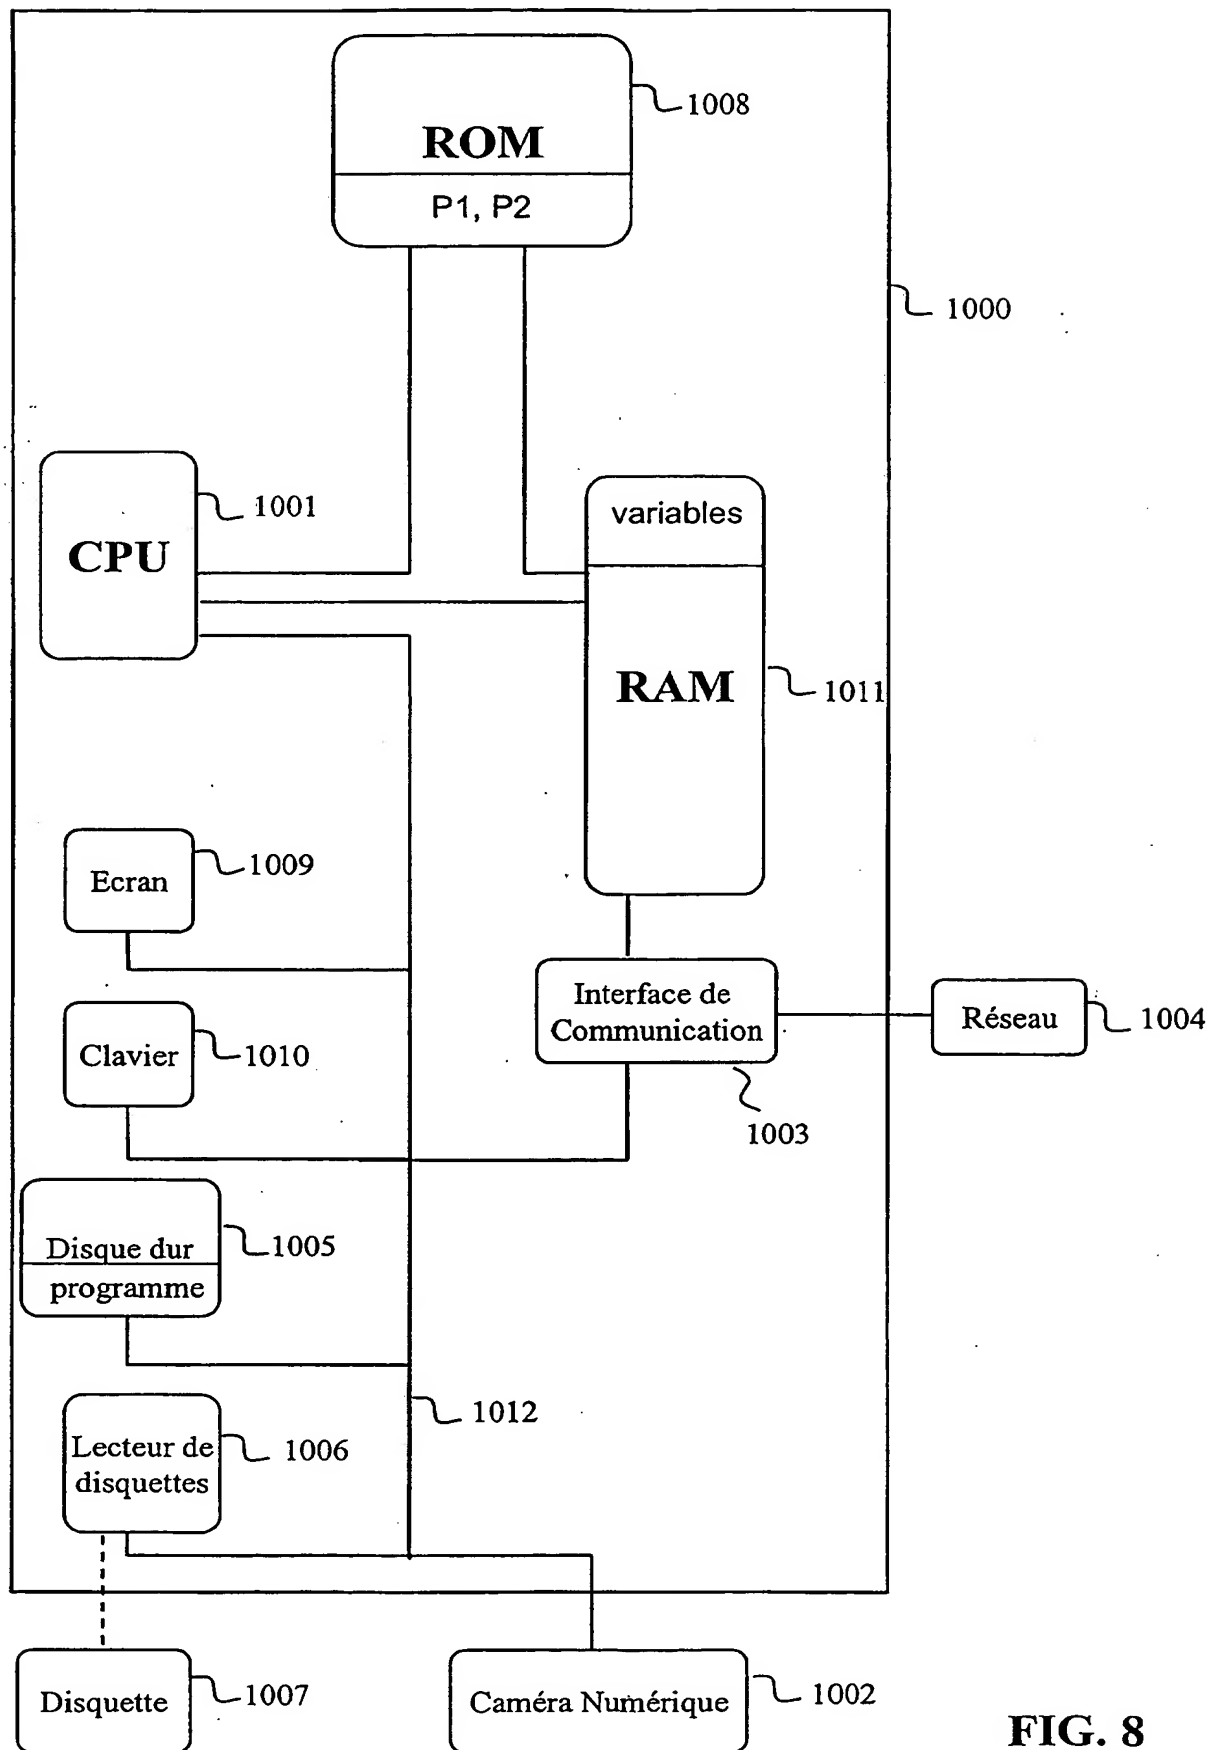 1008
ROM
P1, P2
1000
1001
CPU
variables
RAM
1011
1009
Ecran
Interface de
Communication
Réseau
1004
Clavier
1010
1003
Disque dur
programme
1005
1012
Lecteur de
disquettes
1006
Disquette
1007
Caméra Numérique
1002
FIG. 8